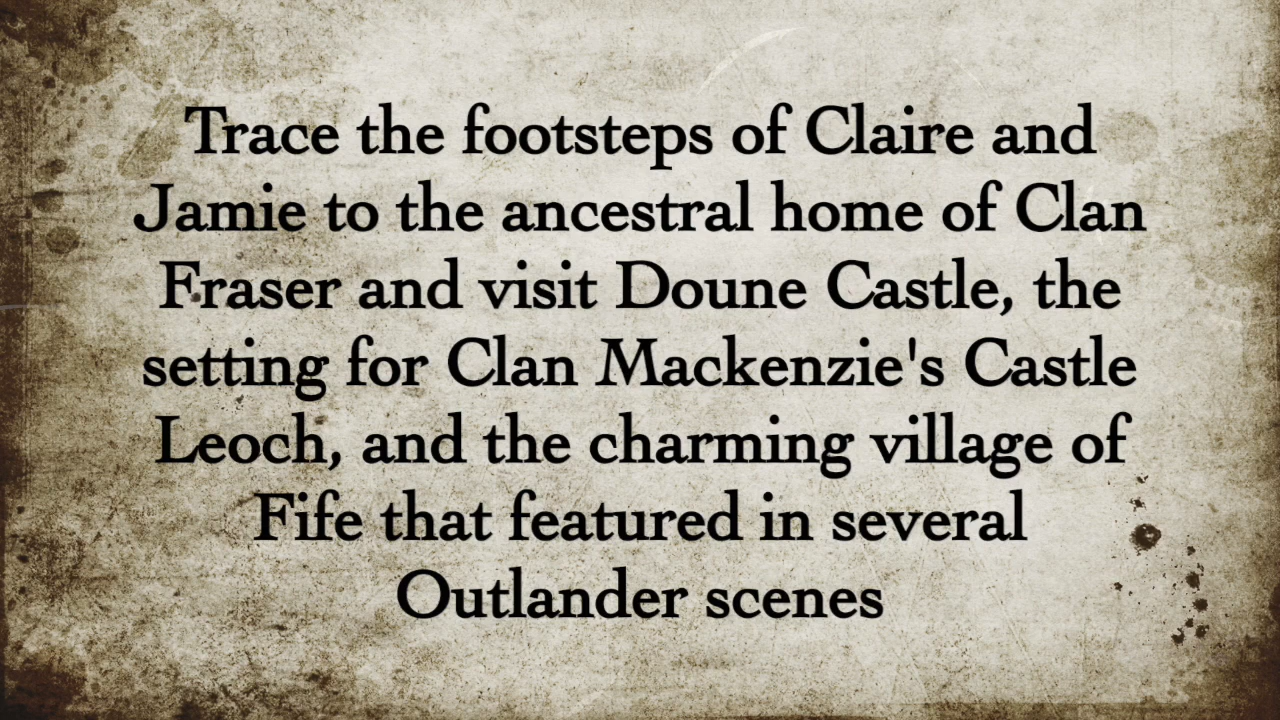 Trace the footsteps of Claire and
Jamie to the ancestral home of Clan
Fraser and visit Doune Castle, the
setting for Clan Mackenzie's Castle
Leoch, and the charming village of
Fife that featured in several
Outlander scenes